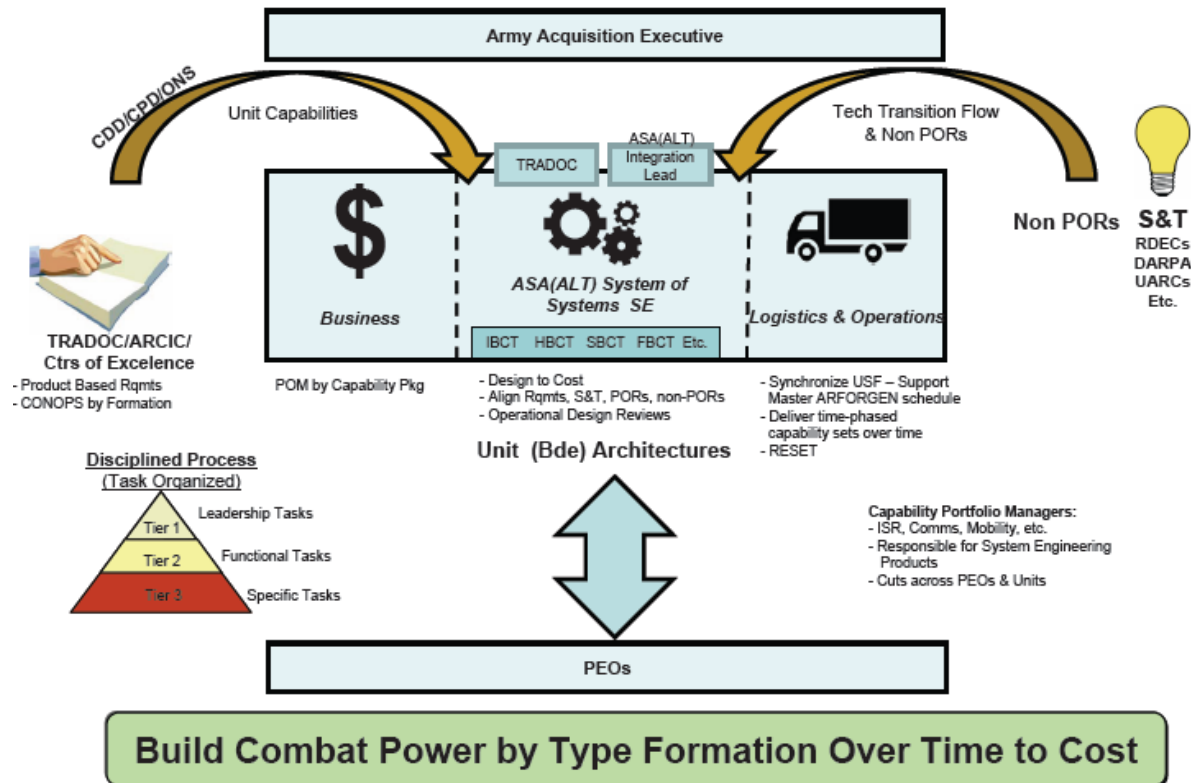 Army Acquisition Executive
CDD/CPD/ONS
Unit Capabilities
Tech Transition Flow
& Non PORs
TRADOC
ASA(ALT)
Integration
Lead
$
Business
ASA(ALT) System of
Systems SE
IBCT HBCT SBCT FBCT Etc.
Logistics & Operations
Non PORs
S&T
RDECs
DARPA
UARCs
Etc.
TRADOC/ARCIC/
Ctrs of Excelence
- Product Based Rqmts
- CONOPS by Formation
POM by Capability Pkg
- Design to Cost
- Align Rqmts, S&T, PORs, non-PORs
- Operational Design Reviews
- Synchronize USF – Support
Master ARFORGEN schedule
- Deliver time-phased
capability sets over time
- RESET
Unit (Bde) Architectures
Disciplined Process
(Task Organized)
Tier 1
Leadership Tasks
Tier 2
Functional Tasks
Tier 3
Specific Tasks
Capability Portfolio Managers:
- ISR, Comms, Mobility, etc.
- Responsible for System Engineering
Products
- Cuts across PEOs & Units
PEOs
Build Combat Power by Type Formation Over Time to Cost